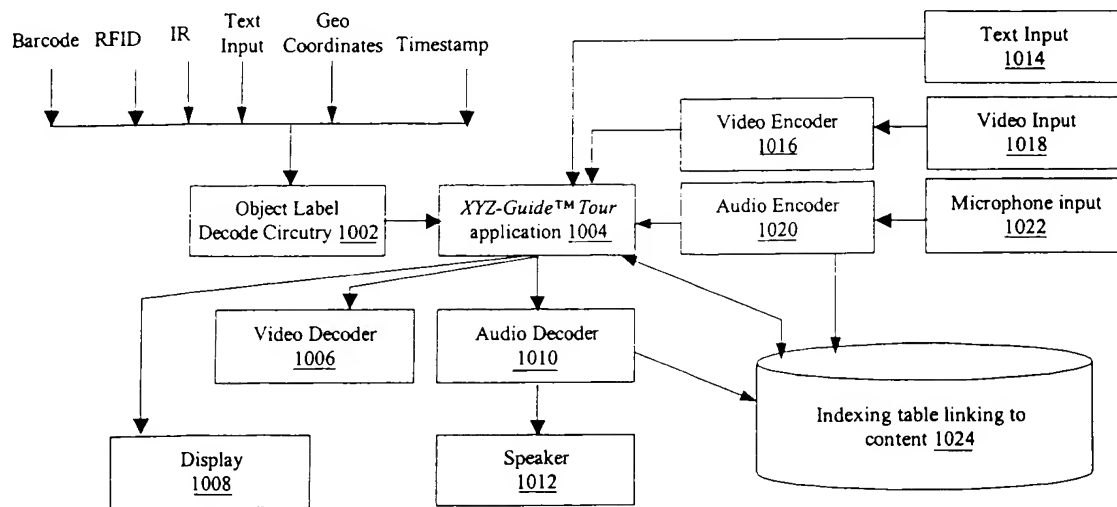 Barcode
RFID
IR
Text
Input
Geo
Coordinates
Timestamp
Text Input
1014
Video Encoder
1016
Video Input
1018
Object Label
Decode Circutry 1002
XYZ-Guide™ Tour
application 1004
Audio Encoder
1020
Microphone input
1022
Video Decoder
1006
Audio Decoder
1010
Indexing table linking to
content 1024
Display
1008
Speaker
1012